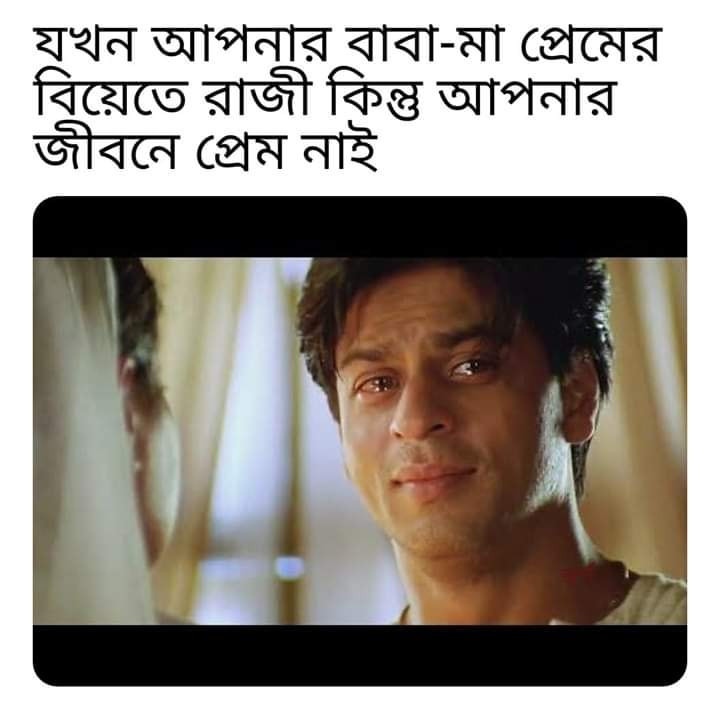 যখন আপনার বাবা-মা প্রেমের
বিয়েতে রাজী কিন্তু আপনার
জীবনে প্রেম নাই